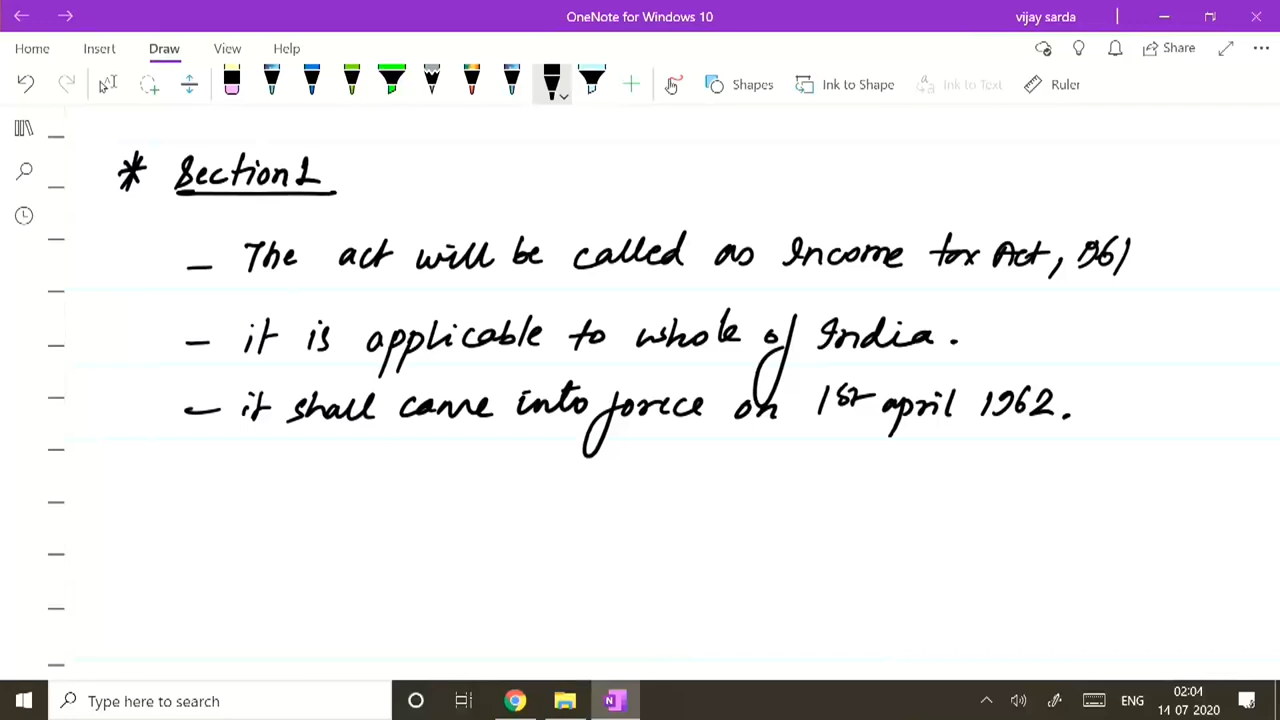 OneNote for Windows 10
vijay sarda
Home Insert Draw View Help
Share
Shapes Ink to Shape Ink to Text Ruler
* Section 1
- The act will be called as Income tax Act, 1961
- it is applicable to whole of India.
- it shall come into force on 1st april 1962.
Type here to search
ENG
02:04
14-07-2020